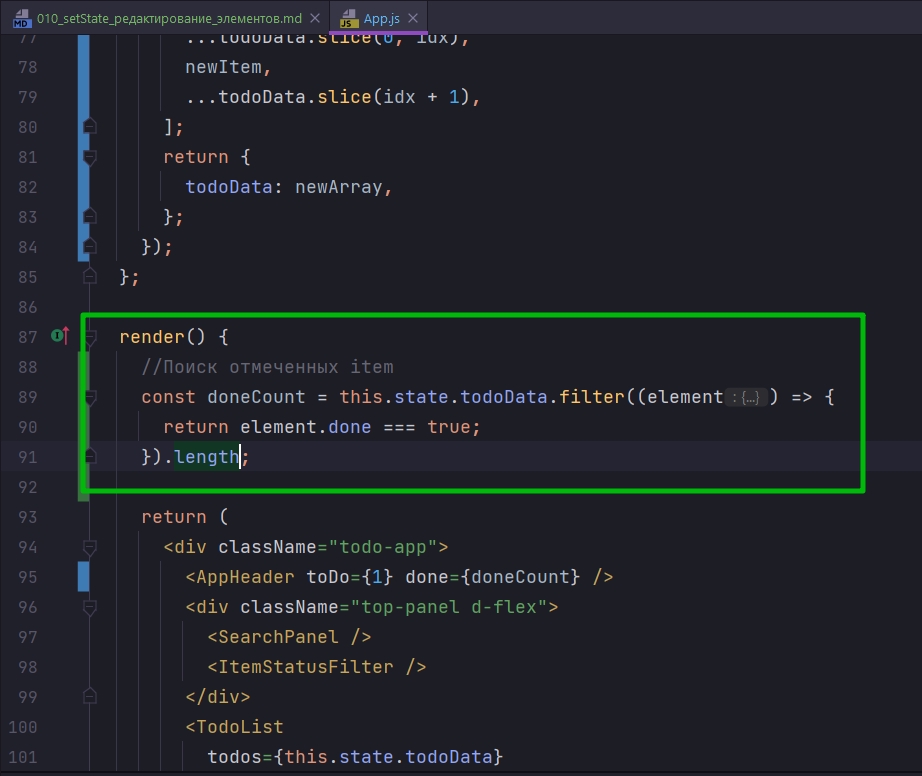 010_setState_редактирование_элементов.md
App.js
77 ...todoData.slice(0, idx),
78 newItem,
79 ...todoData.slice(idx + 1),
80 ];
81 return {
82 todoData: newArray,
83 };
84 });
85 };
86
87 render() {
88 //Поиск отмеченных item
89 const doneCount = this.state.todoData.filter((element : {...} ) => {
90 return element.done === true;
91 }).length;
92
93 return (
94 <div className="todo-app">
95 <AppHeader toDo={1} done={doneCount} />
96 <div className="top-panel d-flex">
97 <SearchPanel />
98 <ItemStatusFilter />
99 </div>
100 <TodoList
101 todos={this.state.todoData}